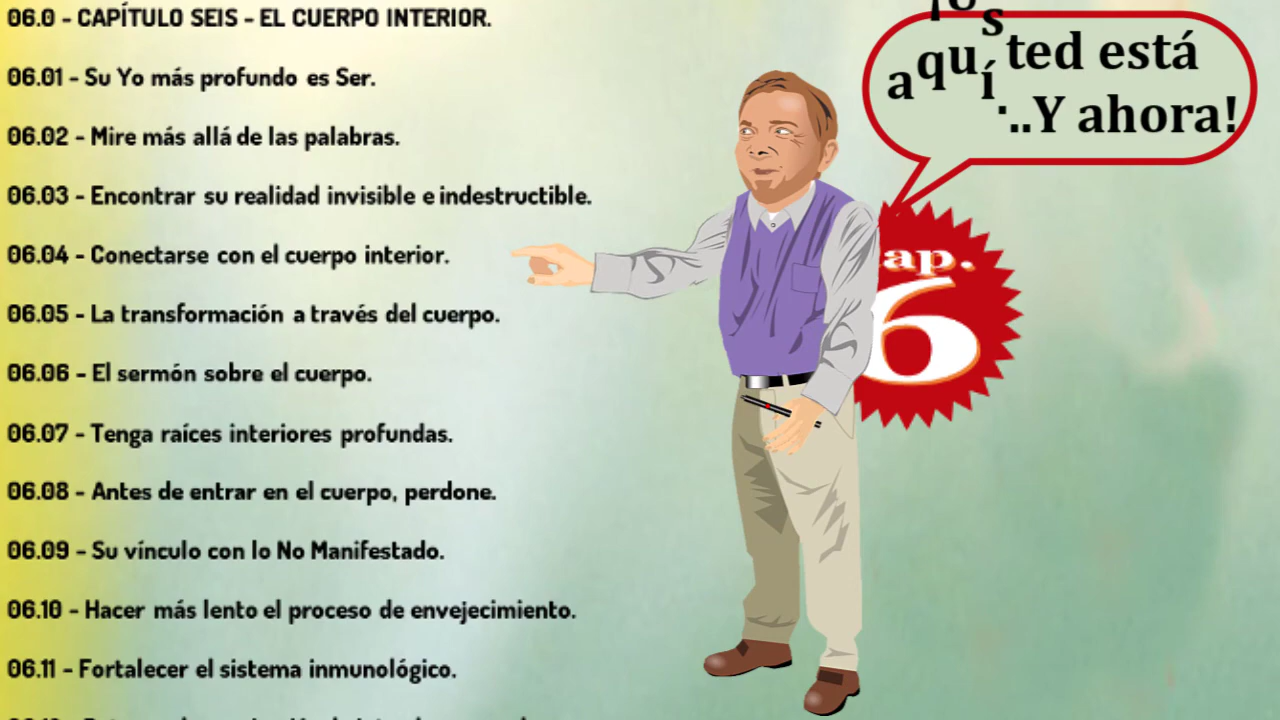 06.0 - CAPÍTULO SEIS - EL CUERPO INTERIOR.
06.01 - Su Yo más profundo es Ser.
06.02 - Mire más allá de las palabras.
06.03 - Encontrar su realidad invisible e indestructible.
06.04 - Conectarse con el cuerpo interior.
06.05 - La transformación a través del cuerpo.
06.06 - El sermón sobre el cuerpo.
06.07 - Tenga raíces interiores profundas.
06.08 - Antes de entrar en el cuerpo, perdone.
06.09 - Su vínculo con lo No Manifestado.
06.10 - Hacer más lento el proceso de envejecimiento.
06.11 - Fortalecer el sistema inmunológico.
¡Usted está
aquí...Y ahora!
ap.
6